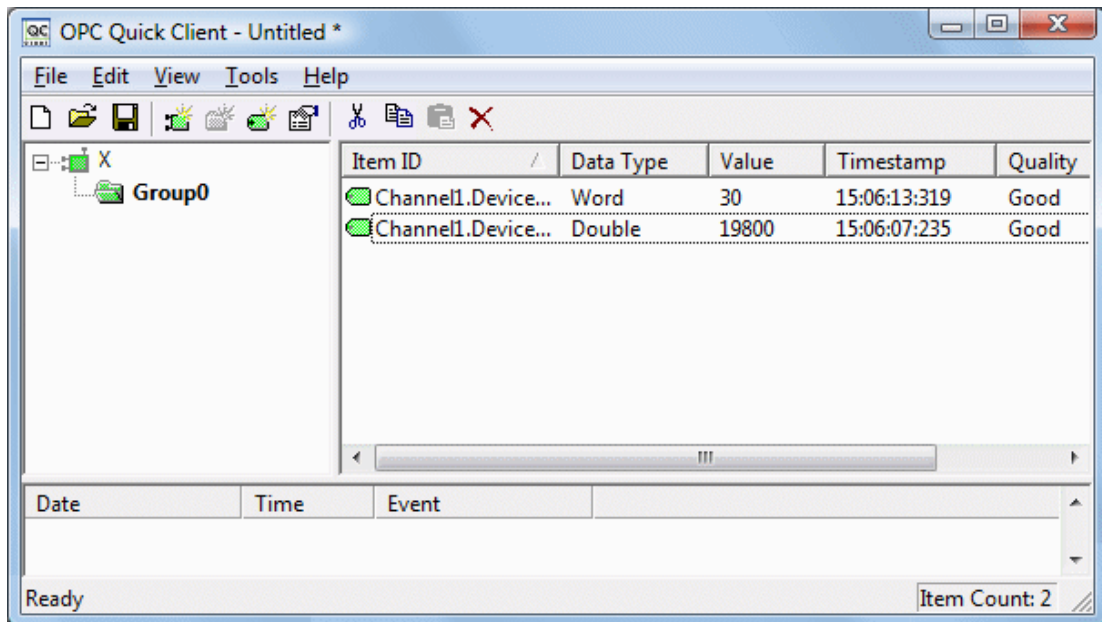 OPC Quick Client - Untitled *
File Edit View Tools Help
X
Group0
Item ID Data Type Value Timestamp Quality
Channel1.Device... Word 30 15:06:13:319 Good
Channel1.Device... Double 19800 15:06:07:235 Good
Date Time Event
Ready Item Count: 2